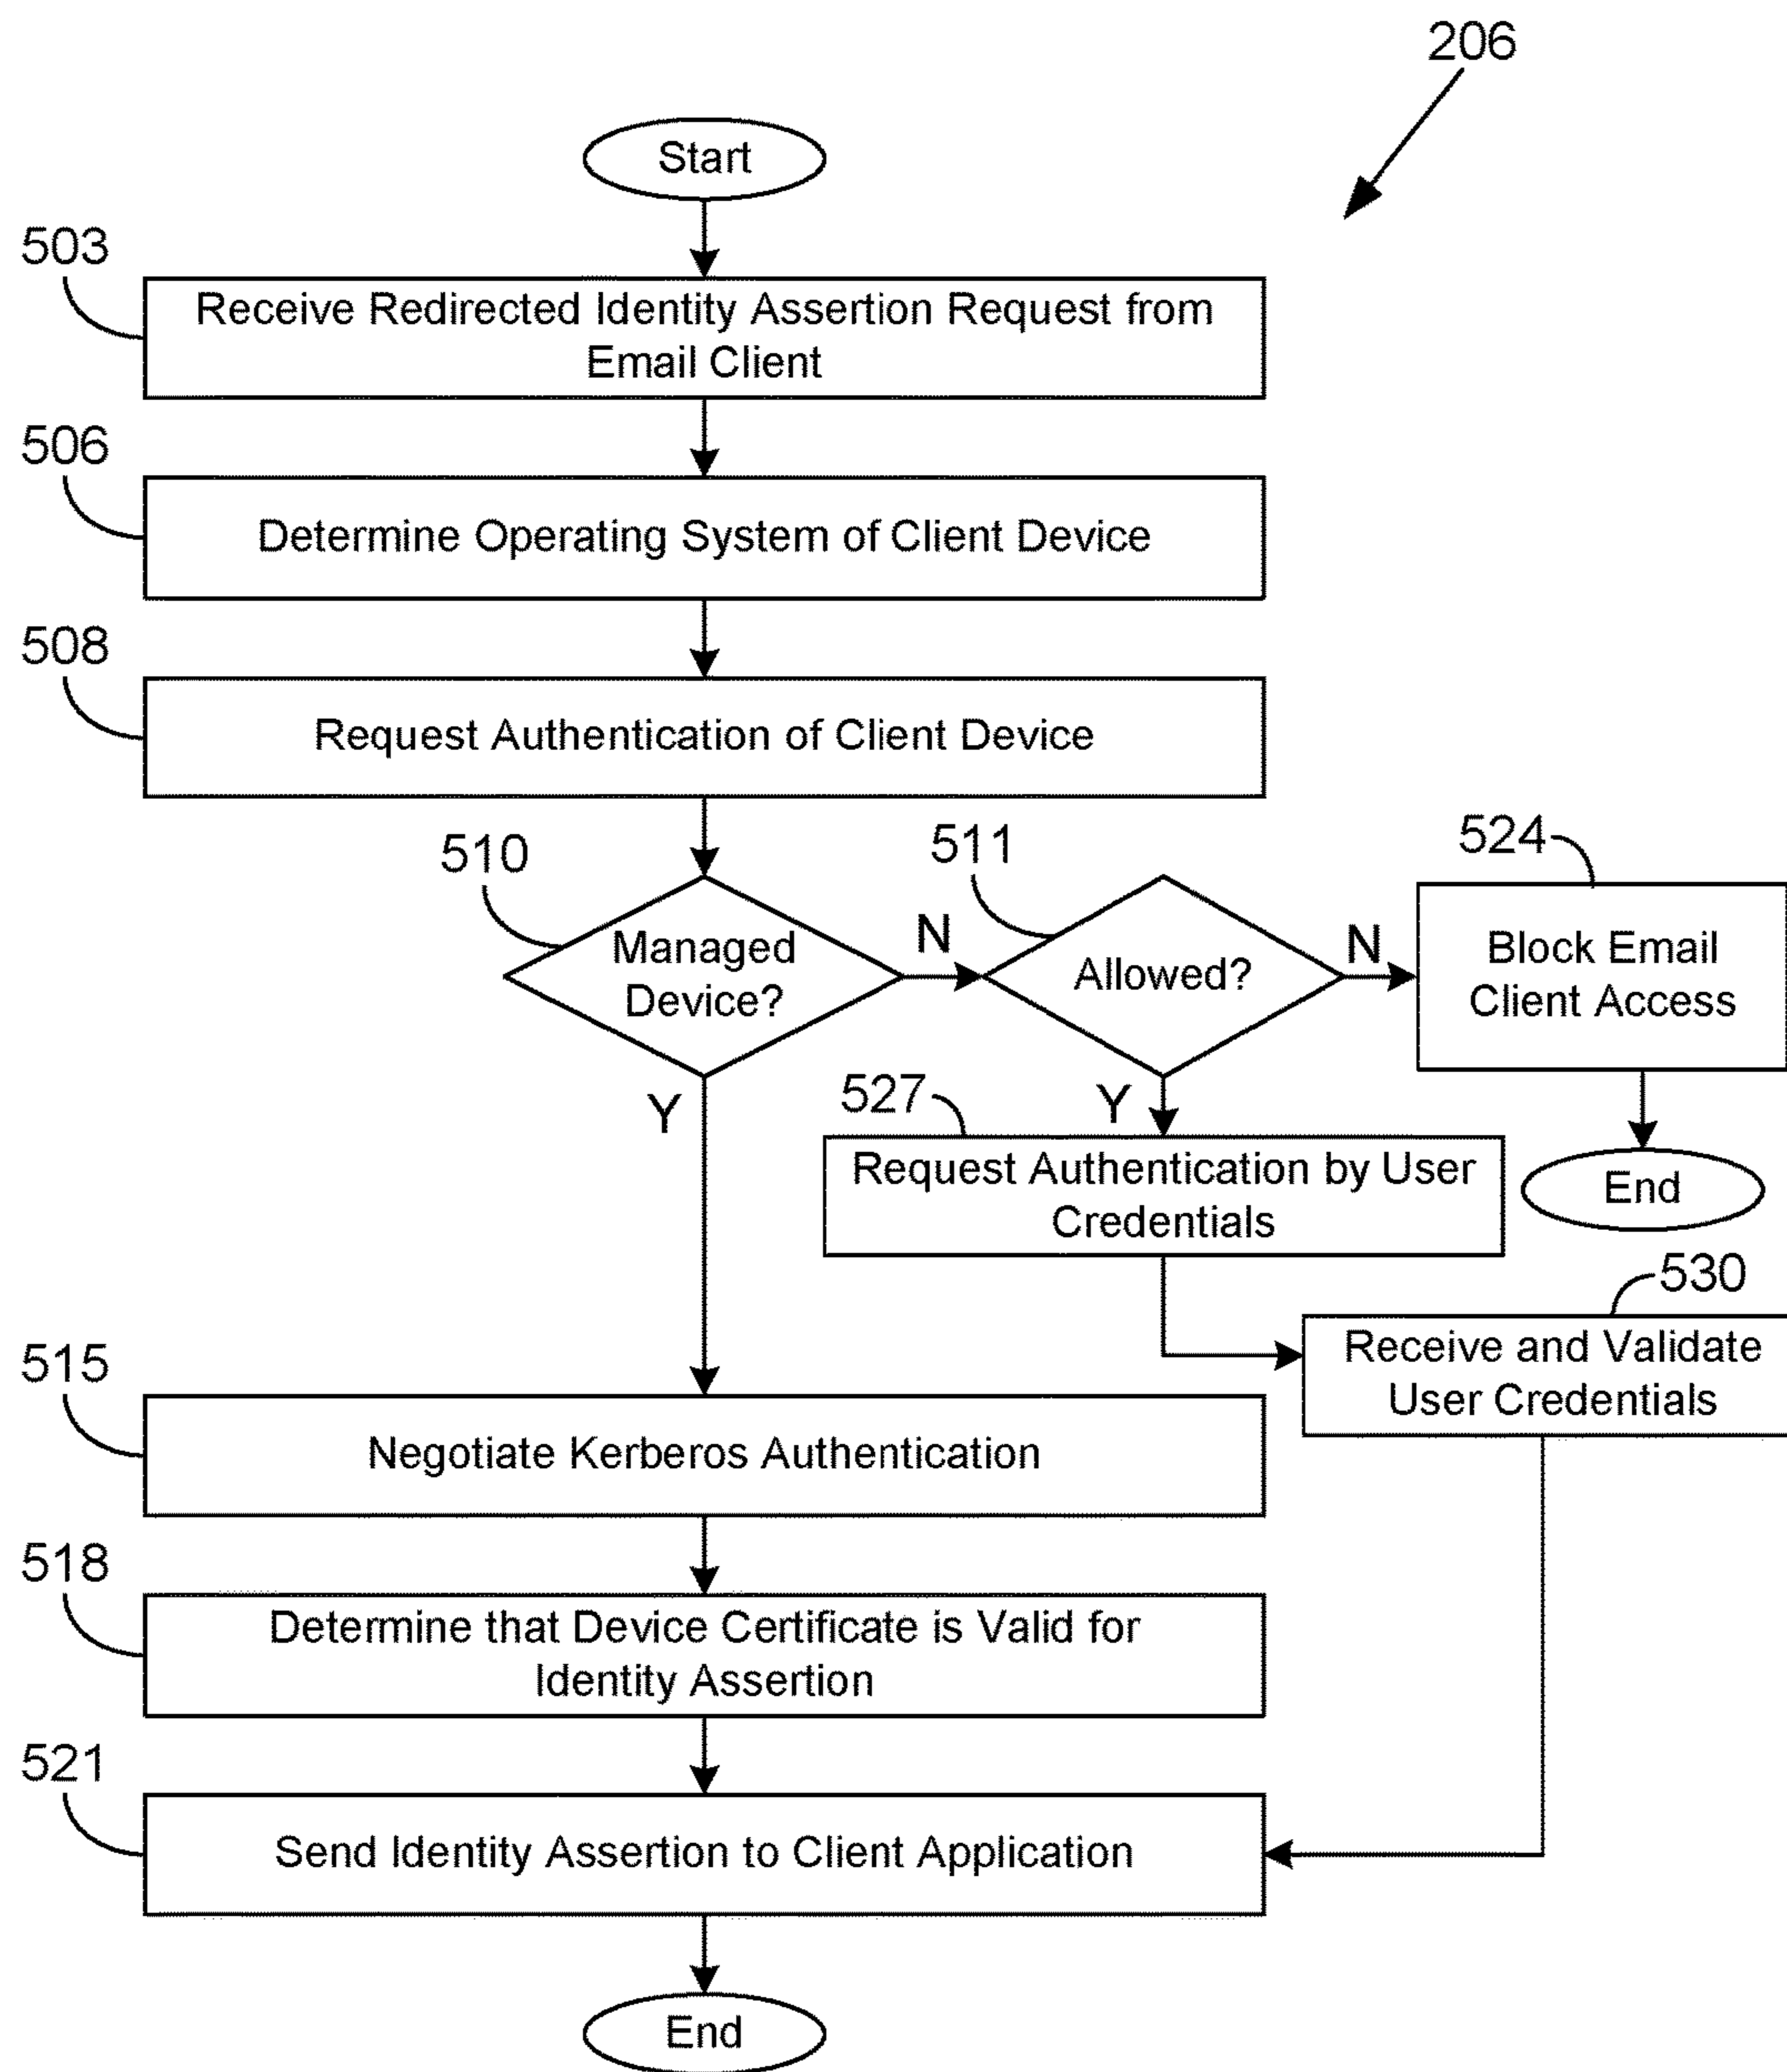 206
Start
503
Receive Redirected Identity Assertion Request from
Email Client
506
Determine Operating System of Client Device
508
Request Authentication of Client Device
510
Managed
Device?
N
511
Allowed?
N
524
Block Email
Client Access
End
Y
527
Y
Request Authentication by User
Credentials
530
Receive and Validate
User Credentials
515
Negotiate Kerberos Authentication
518
Determine that Device Certificate is Valid for
Identity Assertion
521
Send Identity Assertion to Client Application
End